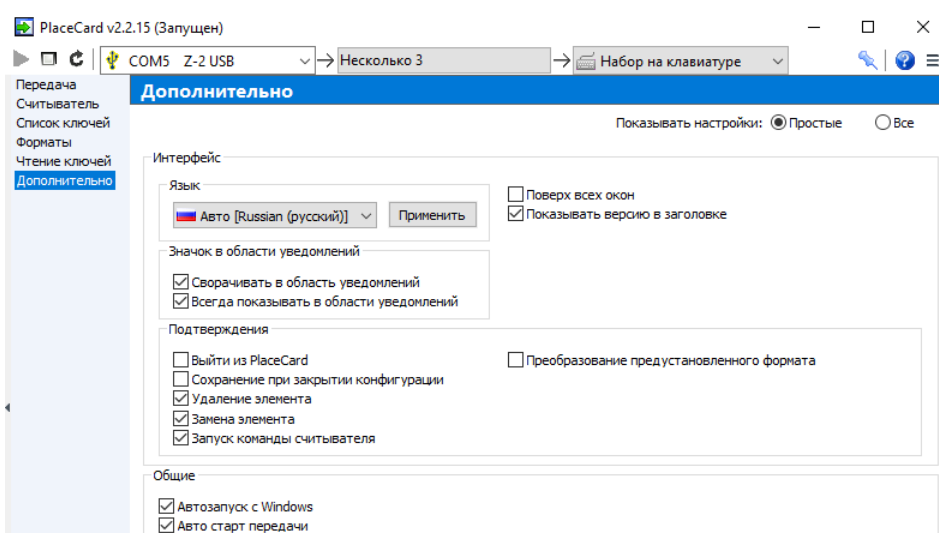 PlaceCard v2.2.15 (Запущен)
COM5 Z-2 USB
Несколько 3
Набор на клавиатуре
Передача
Считыватель
Список ключей
Форматы
Чтение ключей
Дополнительно
Дополнительно
Показывать настройки: Простые Все
Интерфейс
Язык
Авто [Russian (русский)]
Применить
Поверх всех окон
Показывать версию в заголовке
Значок в области уведомлений
Сворачивать в область уведомлений
Всегда показывать в области уведомлений
Подтверждения
Выйти из PlaceCard
Преобразование предустановленного формата
Сохранение при закрытии конфигурации
Удаление элемента
Замена элемента
Запуск команды считывателя
Общие
Автозапуск с Windows
Авто старт передачи